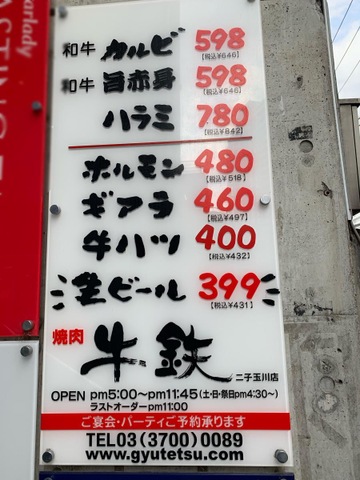 和牛 カルビ 598
【税込¥646】
和牛 旨赤身 598
【税込¥646】
ハラミ 780
【税込¥842】
ホルモン 480
【税込¥518】
ギアラ 460
【税込¥497】
牛ハツ 400
【税込¥432】
生ビール 399
【税込¥431】
焼肉 牛鉄 二子玉川店
OPEN pm5:00〜pm11:45(土・日・祭日pm4:30〜)
ラストオーダーpm11:00
ご宴会・パーティご予約承ります
TEL03(3700)0089
www.gyutetsu.com